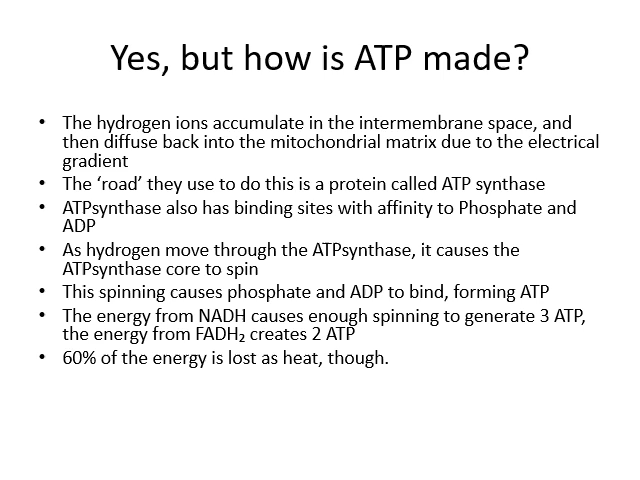 Yes, but how is ATP made?
• The hydrogen ions accumulate in the intermembrane space, and
then diffuse back into the mitochondrial matrix due to the electrical
gradient
• The ‘road’ they use to do this is a protein called ATP synthase
• ATPsynthase also has binding sites with affinity to Phosphate and
ADP
• As hydrogen move through the ATPsynthase, it causes the
ATPsynthase core to spin
• This spinning causes phosphate and ADP to bind, forming ATP
• The energy from NADH causes enough spinning to generate 3 ATP,
the energy from FADH₂ creates 2 ATP
• 60% of the energy is lost as heat, though.